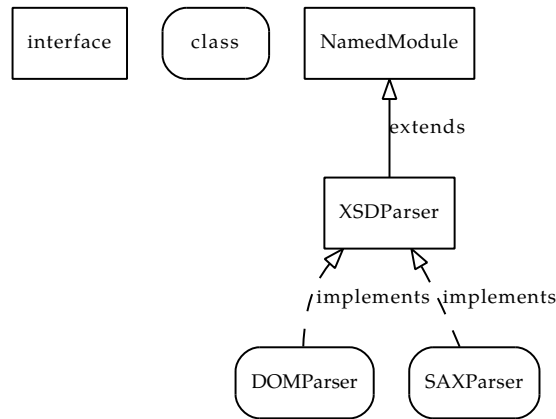 interface
class
NamedModule
extends
XSDParser
implements
implements
DOMParser
SAXParser